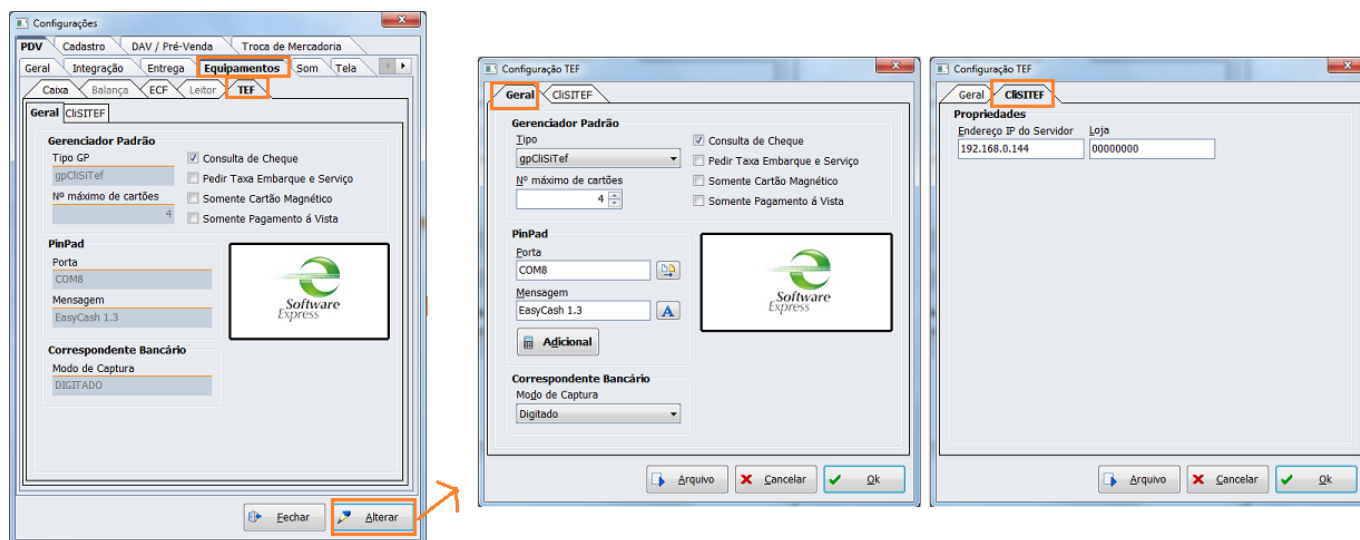 Configurações
PDV Cadastro DAV / Pré-Venda Troca de Mercadoria
Geral Integração Entrega Equipamentos Som Tela
Caixa Balança ECF Leitor TEF
Geral CliSITEF
Gerenciador Padrão
Tipo GP
gpCliSiTef
Consulta de Cheque
Pedir Taxa Embarque e Serviço
Nº máximo de cartões
4
Somente Cartão Magnético
Somente Pagamento á Vista
PinPad
Porta
COM8
Mensagem
EasyCash 1.3
Software
Express
Correspondente Bancário
Modo de Captura
DIGITADO
Fechar Alterar
Configuração TEF
Geral CliSITEF
Gerenciador Padrão
Tipo
gpCliSiTef
Consulta de Cheque
Pedir Taxa Embarque e Serviço
Nº máximo de cartões
4
Somente Cartão Magnético
Somente Pagamento á Vista
PinPad
Porta
COM8
Mensagem
EasyCash 1.3
A
Adicional
Software
Express
Correspondente Bancário
Modo de Captura
Digitado
Arquivo Cancelar Ok
Configuração TEF
Geral CliSITEF
Propriedades
Endereço IP do Servidor Loja
192.168.0.144 00000000
Arquivo Cancelar Ok